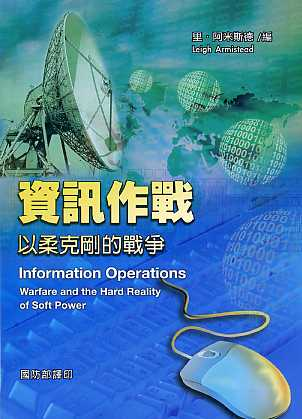 里．阿米斯德 /編
Leigh Armistead
資訊作戰
以柔克剛的戰爭
Information Operations
Warfare and the Hard Reality
of Soft Power
國防部譯印